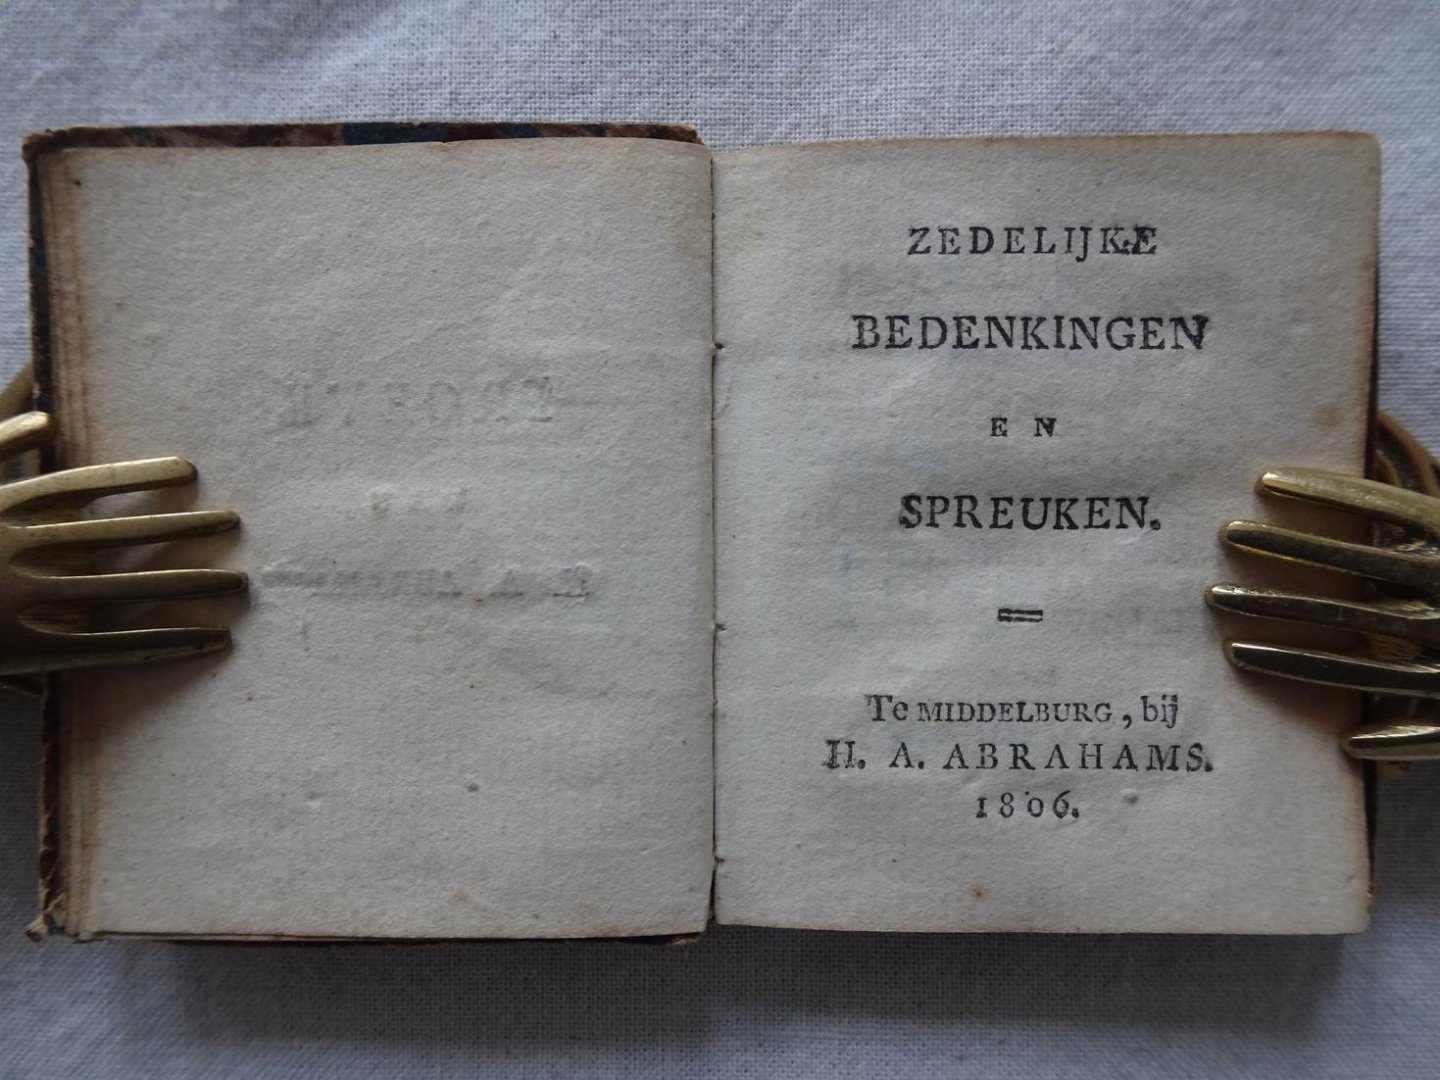 ZEDELIJKE
BEDENKINGEN
EN
SPREUKEN.
Te MIDDELBURG, bij
H. A. ABRAHAMS.
1806.